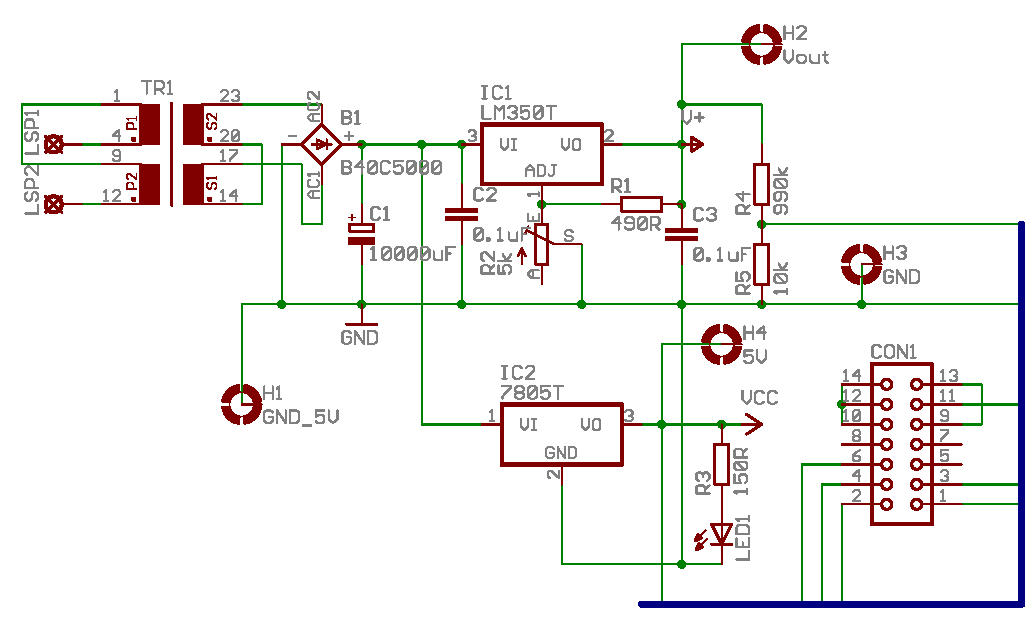 H2
Vout
TR1
1
23
LSP1
P1
S2
4
20
9
17
LSP2
P2
S1
12
14
AC2
B1
-
+
B40C5000
AC1
IC1
LM350T
3
VI
VO
2
ADJ
1
V+
R1
490R
C1
+
10000uF
C2
0.1uF
E
S
A
R2
5k
C3
0.1uF
R4
990k
R5
10k
H3
GND
GND
H4
5V
H1
GND_5V
IC2
7805T
1
VI
VO
3
GND
2
VCC
R3
150R
LED1
CON1
14
13
12
11
10
9
8
7
6
5
4
3
2
1